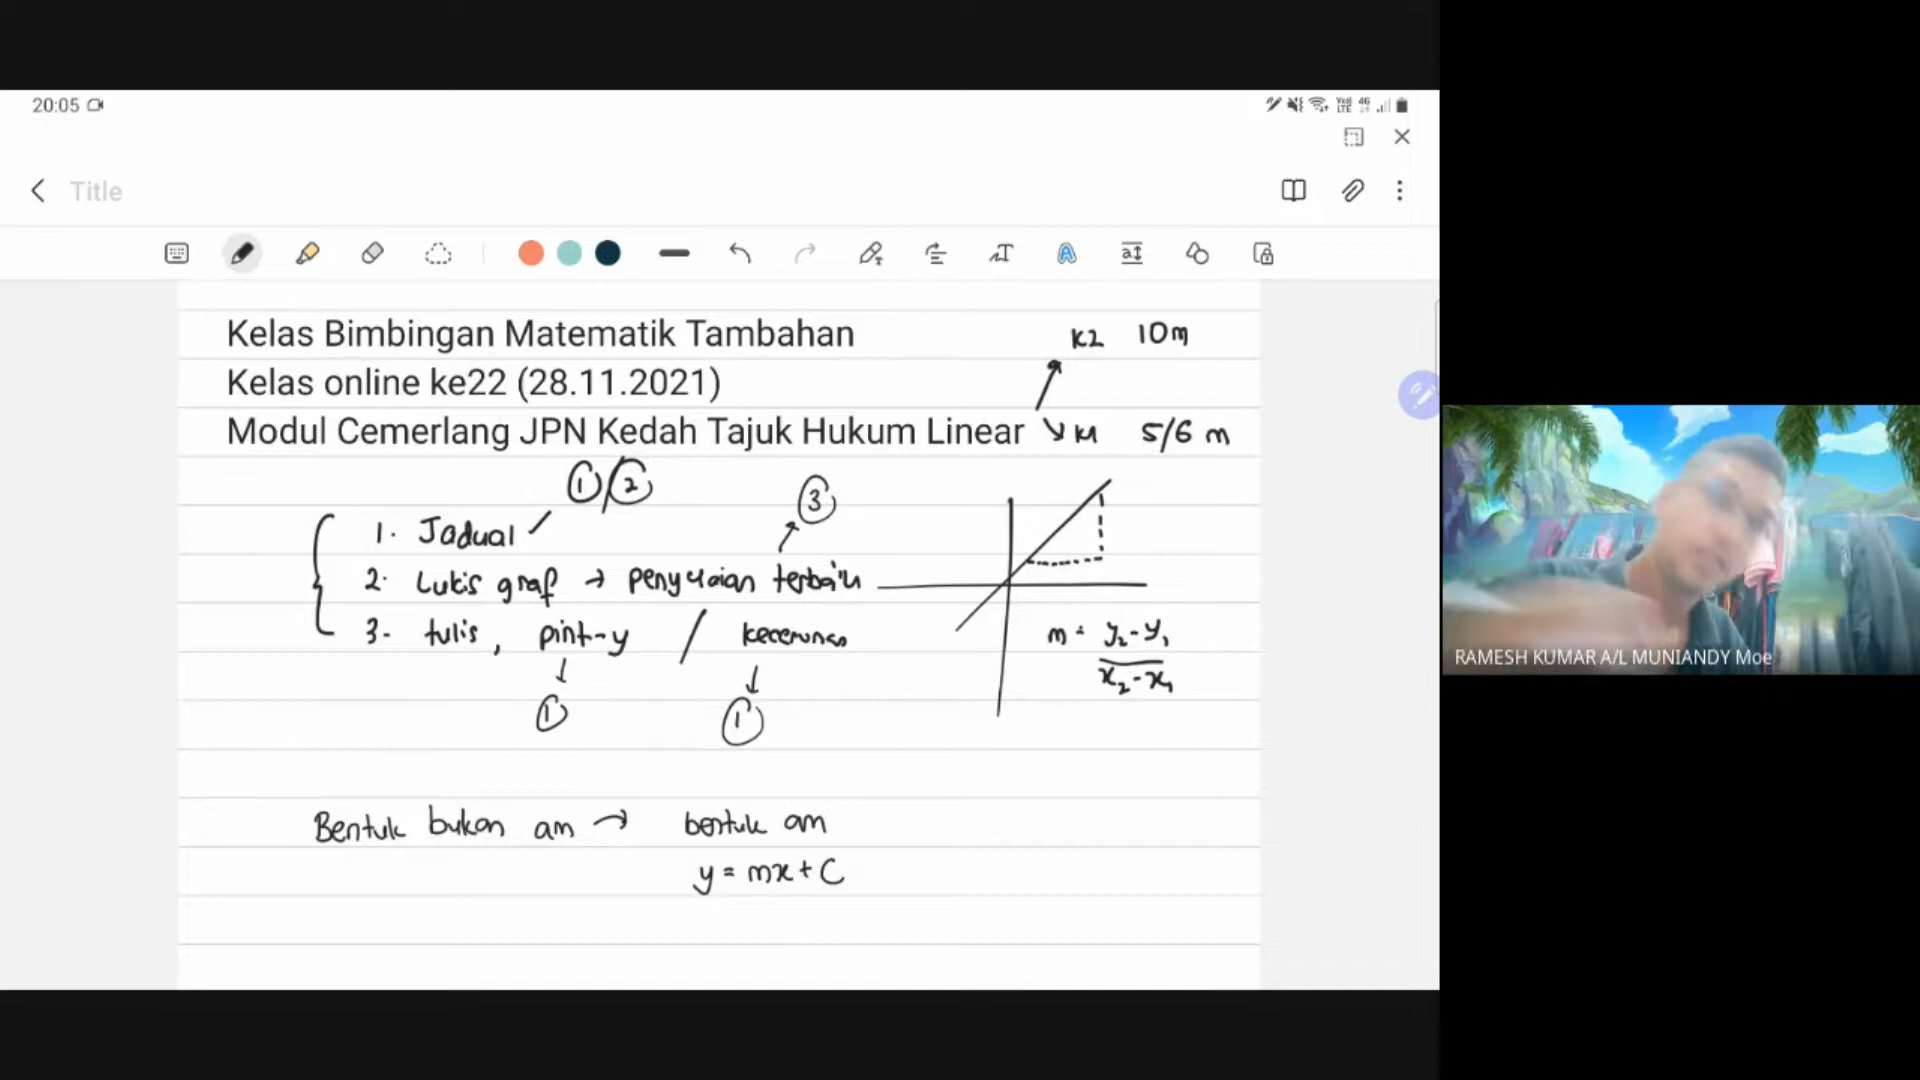 20:05
Title
Kelas Bimbingan Matematik Tambahan
K2 10m
Kelas online ke22 (28.11.2021)
Modul Cemerlang JPN Kedah Tajuk Hukum Linear
K1 5/6 m
1/2
3
1. Jadual
2. Lukis graf → penyuaian terbaik
3. tulis, pint-y / kecerunan
m = y₂-y₁
x₂-x₁
1 1
Bentuk bukan am → bentuk am
y = mx + C
RAMESH KUMAR A/L MUNIANDY Moe